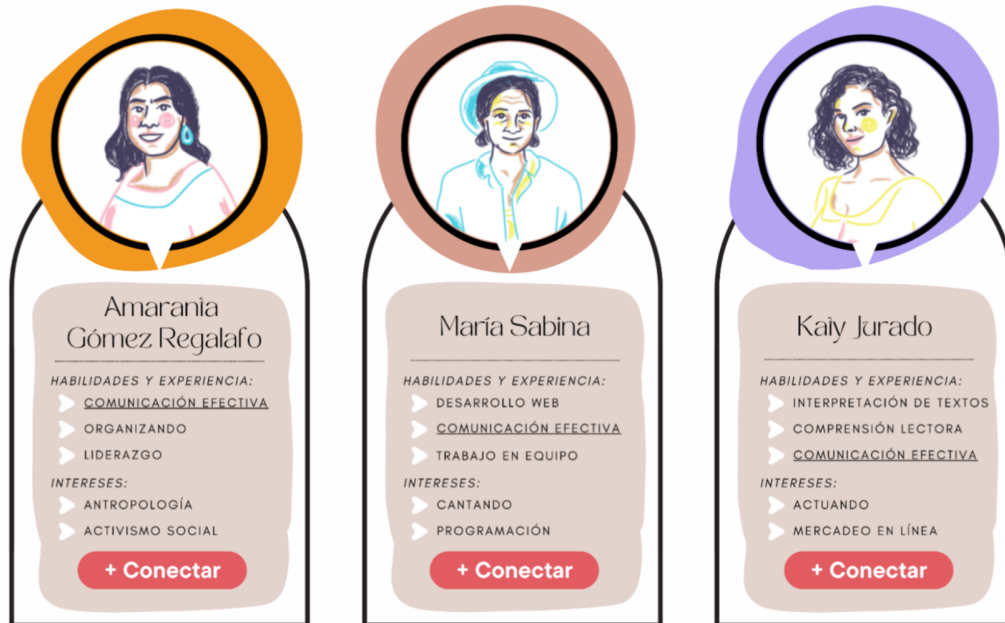 Amarania
Gómez Regalafo
HABILIDADES Y EXPERIENCIA:
COMUNICACIÓN EFECTIVA
ORGANIZANDO
LIDERAZGO
INTERESES:
ANTROPOLOGÍA
ACTIVISMO SOCIAL
+ Conectar
María Sabina
HABILIDADES Y EXPERIENCIA:
DESARROLLO WEB
COMUNICACIÓN EFECTIVA
TRABAJO EN EQUIPO
INTERESES:
CANTANDO
PROGRAMACIÓN
+ Conectar
Katy Jurado
HABILIDADES Y EXPERIENCIA:
INTERPRETACIÓN DE TEXTOS
COMPRENSIÓN LECTORA
COMUNICACIÓN EFECTIVA
INTERESES:
ACTUANDO
MERCADEO EN LÍNEA
+ Conectar